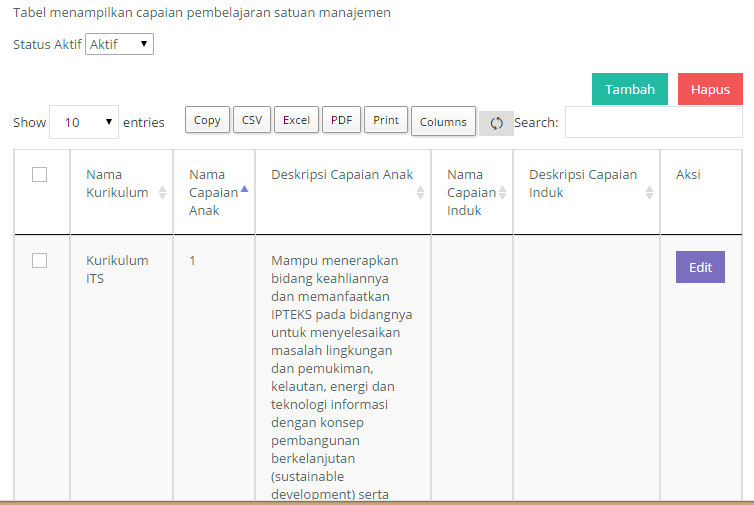 Tabel menampilkan capaian pembelajaran satuan manajemen
Status Aktif Aktif
Tambah Hapus
Show 10 entries Copy CSV Excel PDF Print Columns Search:
Nama Kurikulum
Nama Capaian Anak
Deskripsi Capaian Anak
Nama Capaian Induk
Deskripsi Capaian Induk
Aksi
Kurikulum ITS
1
Mampu menerapkan
bidang keahliannya
dan memanfaatkan
IPTEKS pada bidangnya
untuk menyelesaikan
masalah lingkungan
dan pemukiman,
kelautan, energi dan
teknologi informasi
dengan konsep
pembangunan
berkelanjutan
(sustainable
development) serta
Edit